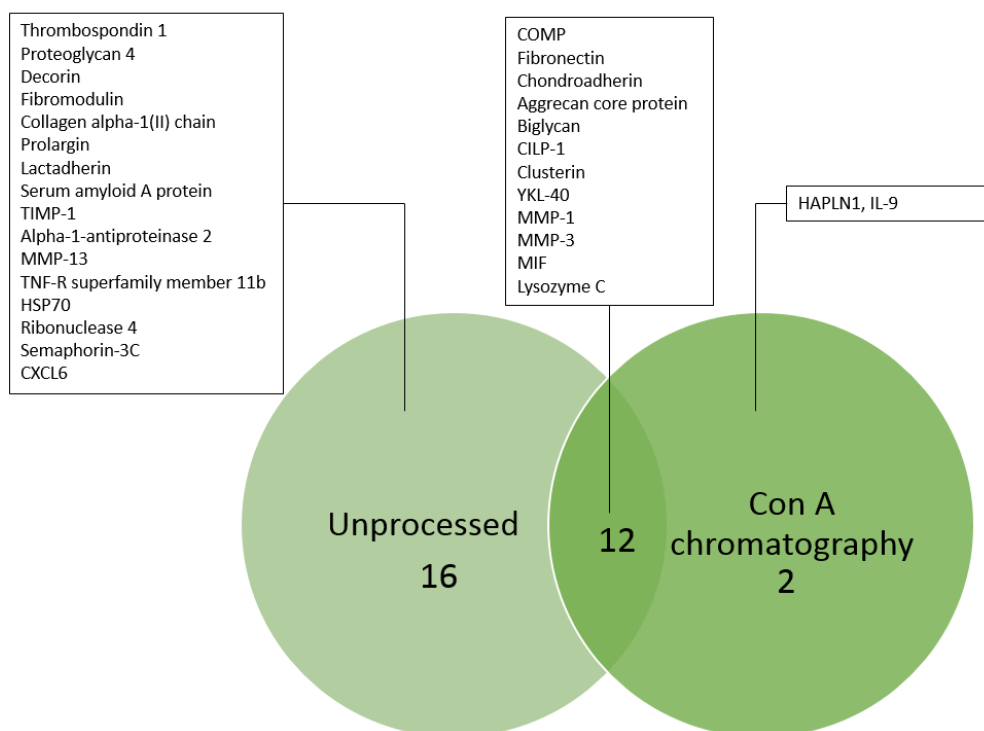 Thrombospondin 1
Proteoglycan 4
Decorin
Fibromodulin
Collagen alpha-1(II) chain
Prolargin
Lactadherin
Serum amyloid A protein
TIMP-1
Alpha-1-antiproteinase 2
MMP-13
TNF-R superfamily member 11b
HSP70
Ribonuclease 4
Semaphorin-3C
CXCL6
COMP
Fibronectin
Chondroadherin
Aggrecan core protein
Biglycan
CILP-1
Clusterin
YKL-40
MMP-1
MMP-3
MIF
Lysozyme C
HAPLN1, IL-9
Unprocessed
16
12
Con A
chromatography
2